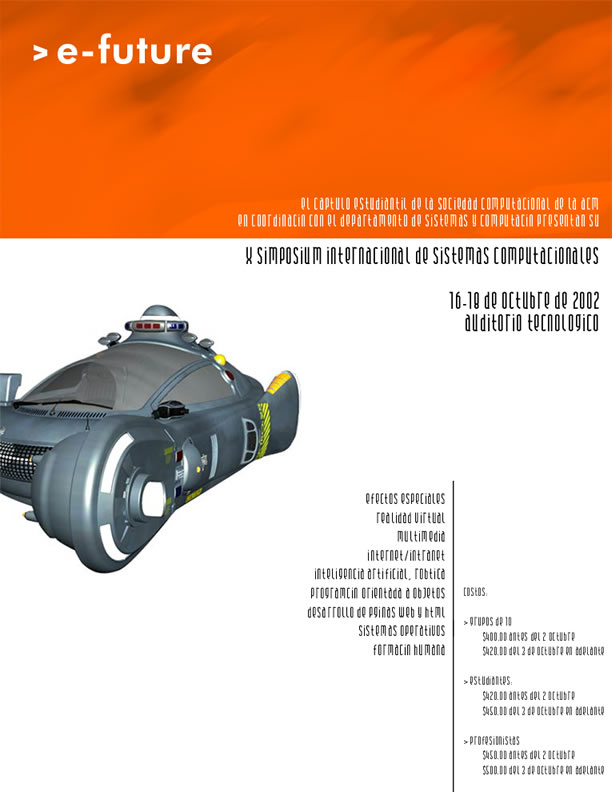 > e-future
el captulo estudiantil de la sociedad computacional de la acm
en coordinacin con el departamento de sistemas y computacin presentan su
X simposium internacional de sistemas computacionales
16-18 de octubre de 2002
auditorio tecnologico
efectos especiales
realidad virtual
multimedia
internet/intranet
inteligencia artificial, robtica
programcin orientada a objetos
desarrollo de pginas web y html
sistemas operativos
formacin humana
costos:
> grupos de 10
$400.00 antes del 2 octubre
$420.00 del 3 de octubre en adelante
> estudiantes:
$420.00 antes del 2 octubre
$450.00 del 3 de octubre en adelante
> profesionistas
$450.00 antes del 2 octubre
$500.00 del 3 de octubre en adelante